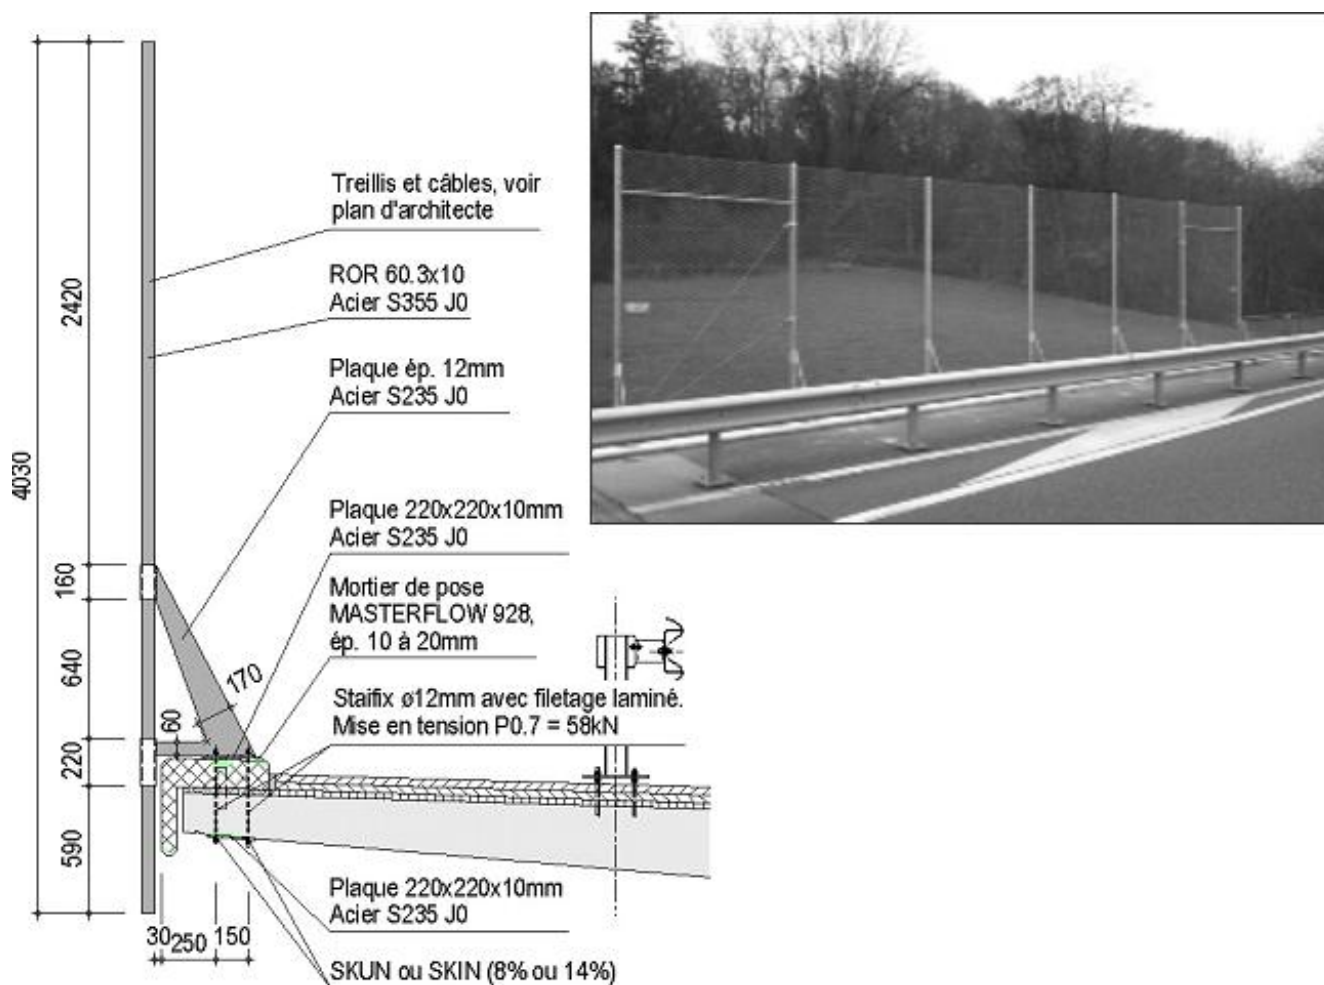 Treillis et câbles, voir
plan d'architecte
ROR 60.3x10
Acier S355 J0
Plaque ép. 12mm
Acier S235 J0
Plaque 220x220x10mm
Acier S235 J0
Mortier de pose
MASTERFLOW 928,
ép. 10 à 20mm
Staifix ø12mm avec filetage laminé.
Mise en tension P0.7 = 58kN
Plaque 220x220x10mm
Acier S235 J0
SKUN ou SKIN (8% ou 14%)
4030
2420
160
640
220
590
170
60
30
250
150